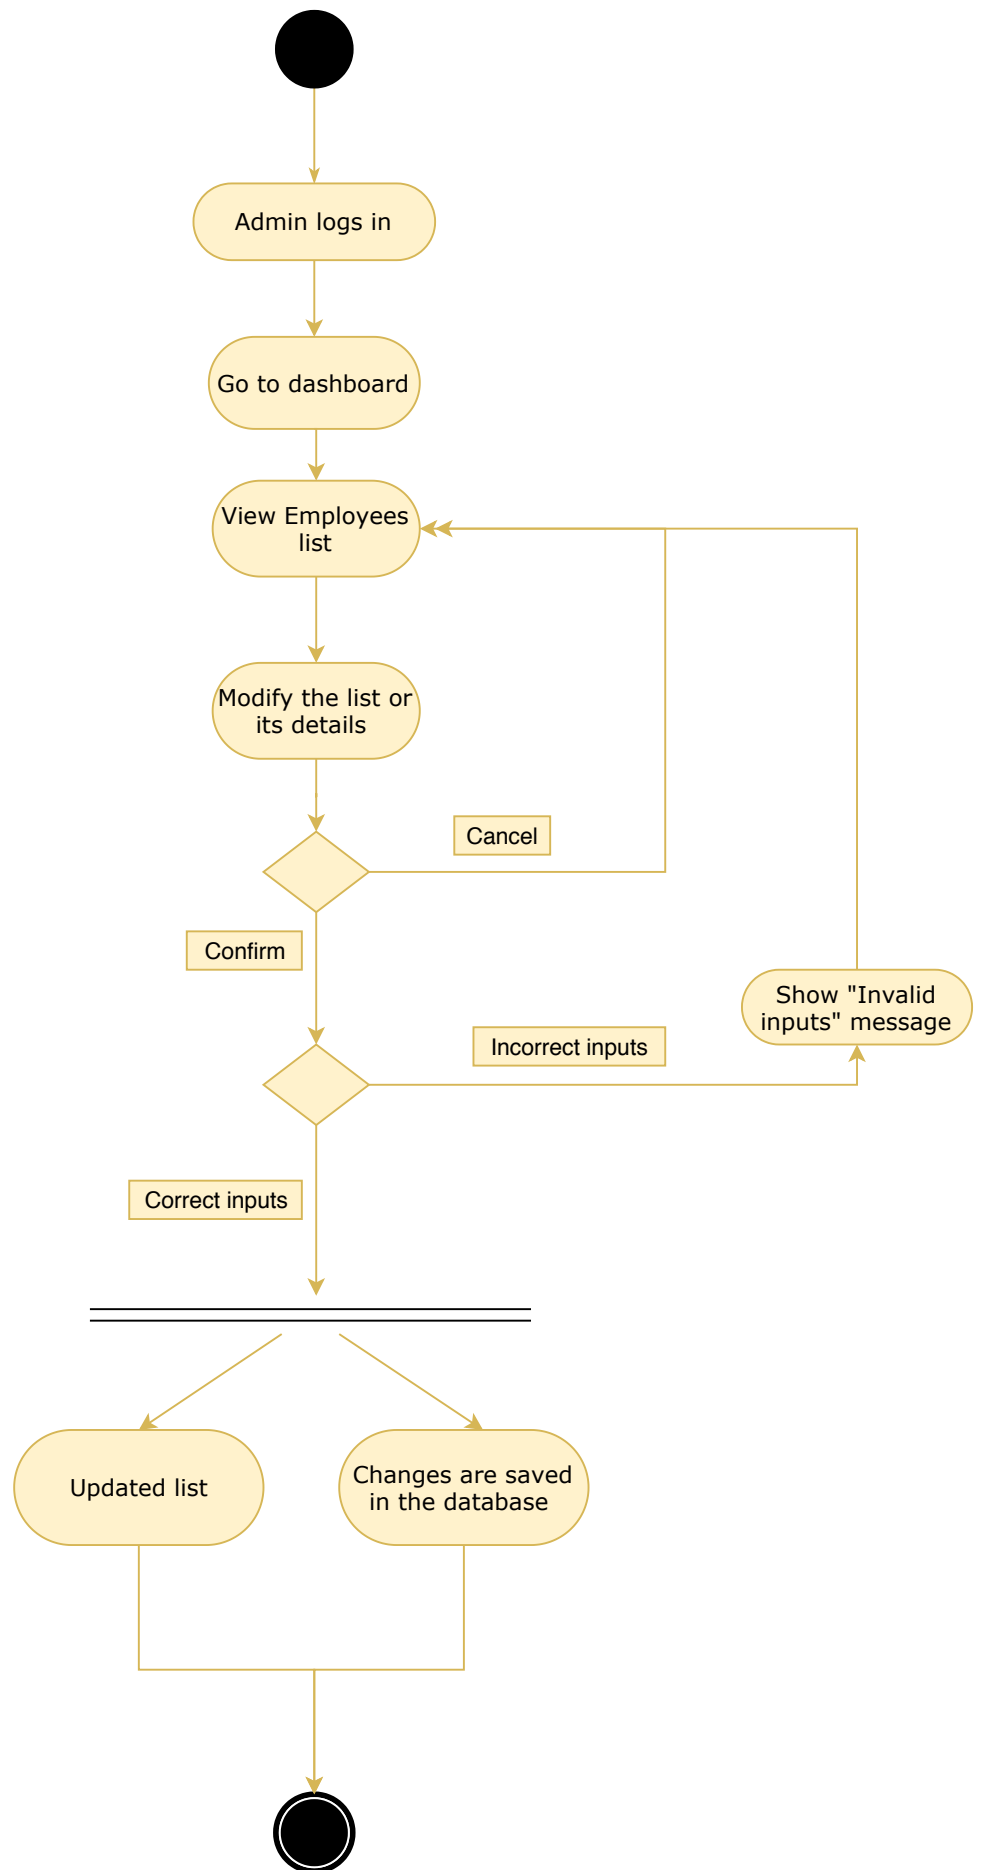 Admin logs in
Go to dashboard
View Employees
list
Modify the list or
its details
Cancel
Confirm
Show "Invalid
inputs" message
Incorrect inputs
Correct inputs
Updated list
Changes are saved
in the database